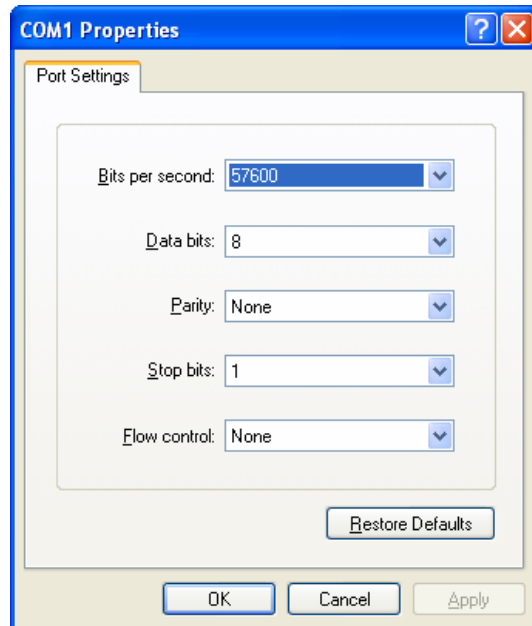 COM1 Properties
?
Port Settings
Bits per second: 57600
Data bits: 8
Parity: None
Stop bits: 1
Flow control: None
Restore Defaults
OK Cancel Apply